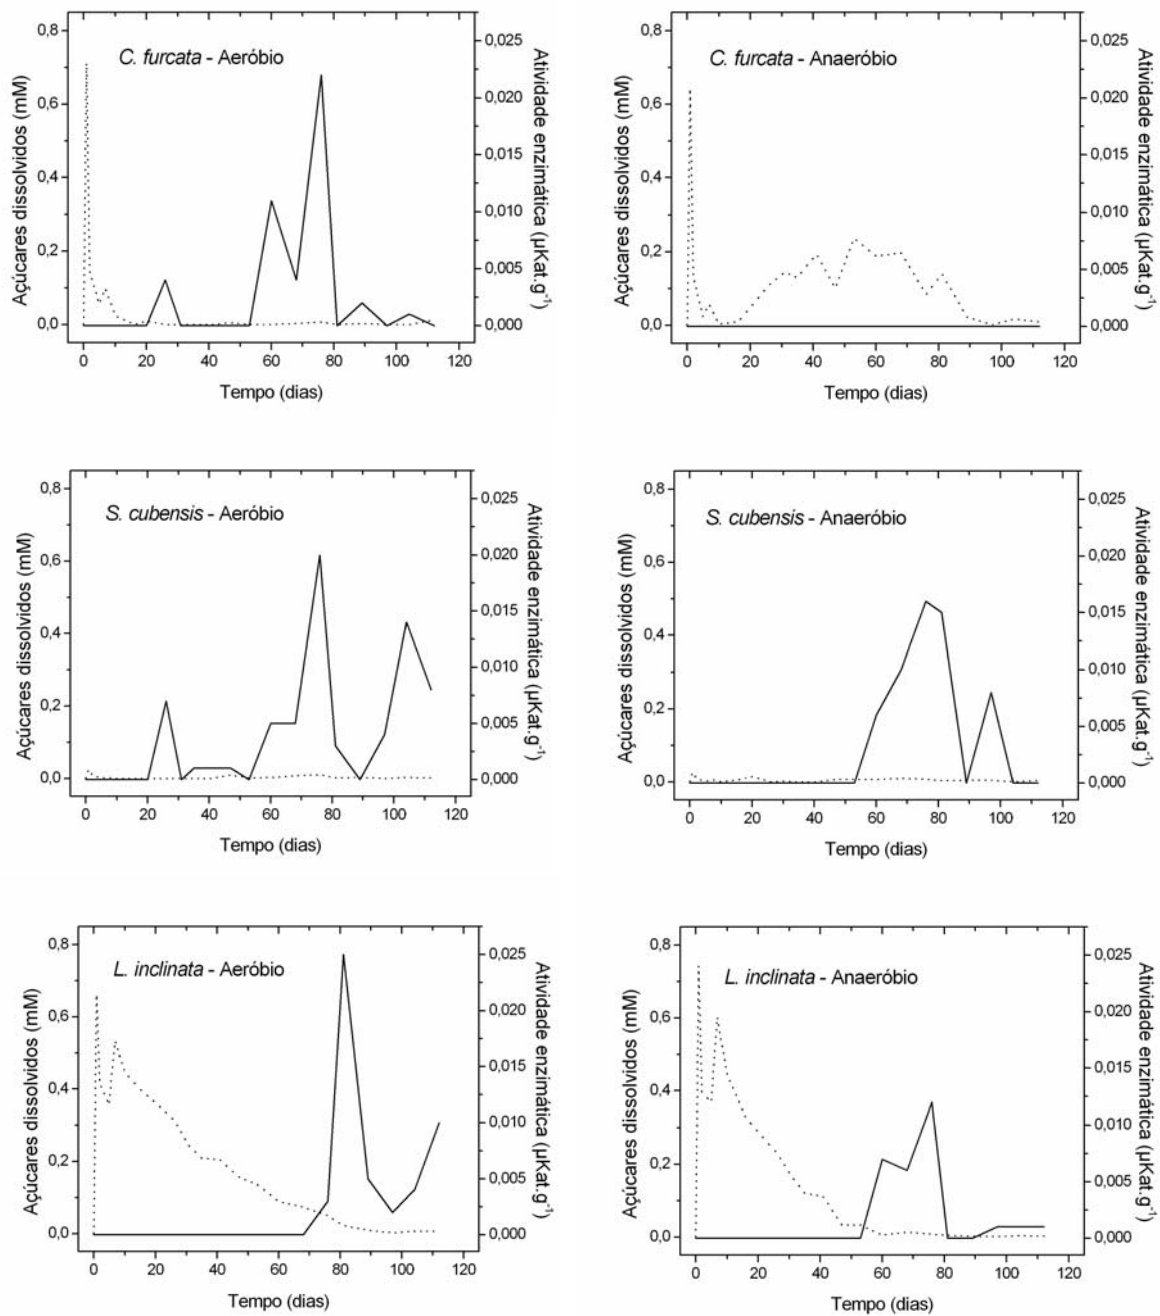 C. furcata - Aeróbio
Açúcares dissolvidos (mM)
0,8
0,6
0,4
0,2
0,0
Atividade enzimática (µKat.g-1)
0,025
0,020
0,015
0,010
0,005
0,000
0 20 40 60 80 100 120
Tempo (dias)
C. furcata - Anaeróbio
Açúcares dissolvidos (mM)
0,8
0,6
0,4
0,2
0,0
Atividade enzimática (µKat.g-1)
0,025
0,020
0,015
0,010
0,005
0,000
0 20 40 60 80 100 120
Tempo (dias)
S. cubensis - Aeróbio
Açúcares dissolvidos (mM)
0,8
0,6
0,4
0,2
0,0
Atividade enzimática (µKat.g-1)
0,025
0,020
0,015
0,010
0,005
0,000
0 20 40 60 80 100 120
Tempo (dias)
S. cubensis - Anaeróbio
Açúcares dissolvidos (mM)
0,8
0,6
0,4
0,2
0,0
Atividade enzimática (µKat.g-1)
0,025
0,020
0,015
0,010
0,005
0,000
0 20 40 60 80 100 120
Tempo (dias)
L. inclinata - Aeróbio
Açúcares dissolvidos (mM)
0,8
0,6
0,4
0,2
0,0
Atividade enzimática (µKat.g-1)
0,025
0,020
0,015
0,010
0,005
0,000
0 20 40 60 80 100 120
Tempo (dias)
L. inclinata - Anaeróbio
Açúcares dissolvidos (mM)
0,8
0,6
0,4
0,2
0,0
Atividade enzimática (µKat.g-1)
0,025
0,020
0,015
0,010
0,005
0,000
0 20 40 60 80 100 120
Tempo (dias)